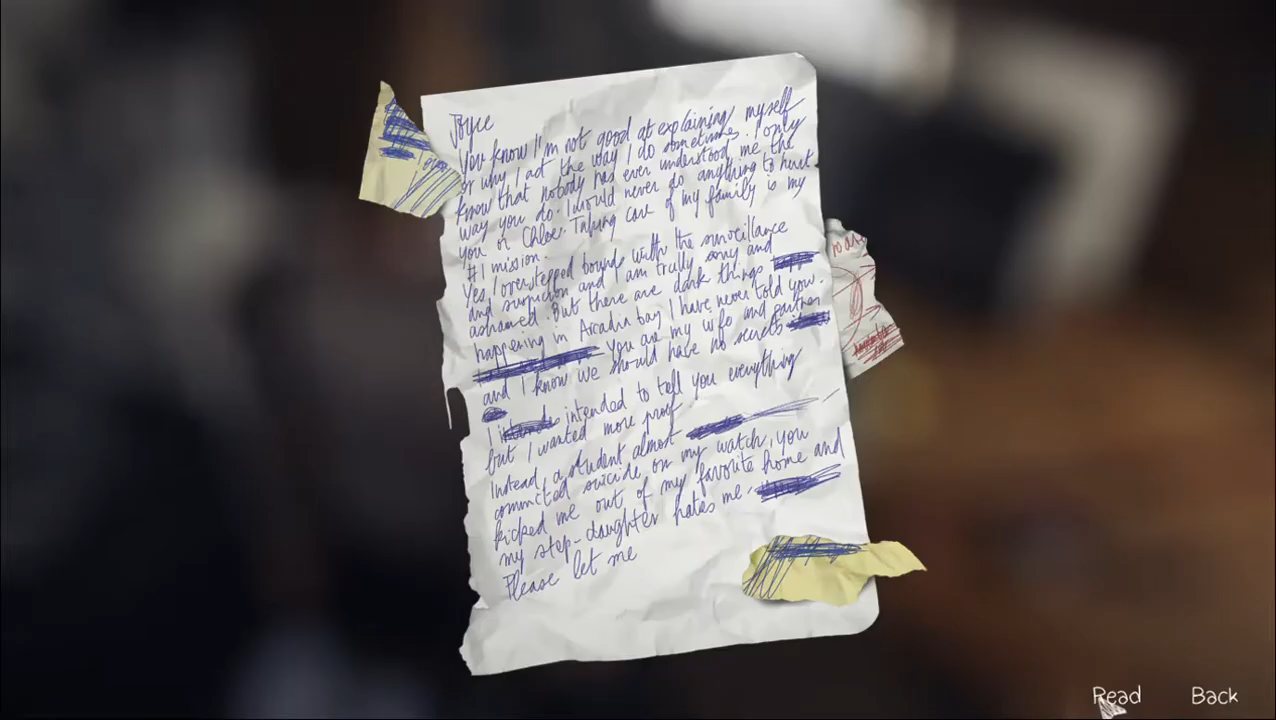 Joyce
You know I'm not good at explaining myself
or why I act the way I do sometimes. I only
know that nobody has ever understood me the
way you do. I would never do anything to hurt
you or Chloe. Taking care of my family is my
#1 mission.
Yes, I overstepped bounds with the surveillance
and suspicion and I am trully sorry and
ashamed. But there are dark things
happening in Arcadia bay I have never told you.
You are my wife and partner
and I know we should have no secrets
I intended to tell you everything
but I wanted more proof
Instead, a student almost
committed suicide on my watch, you
kicked me out of my favorite home and
my step-daughter hates me.
Please let me
Read
Back